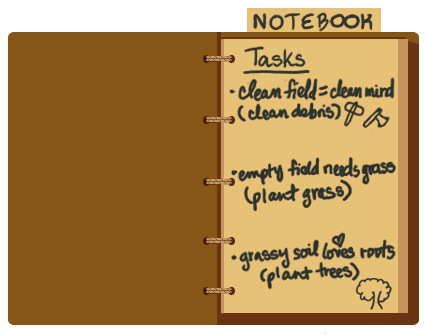 NOTEBOOK
Tasks
• clean field = clean mind
(clean debris)
• empty field needs grass
(plant grass)
• grassy soil loves roots
(plant trees)